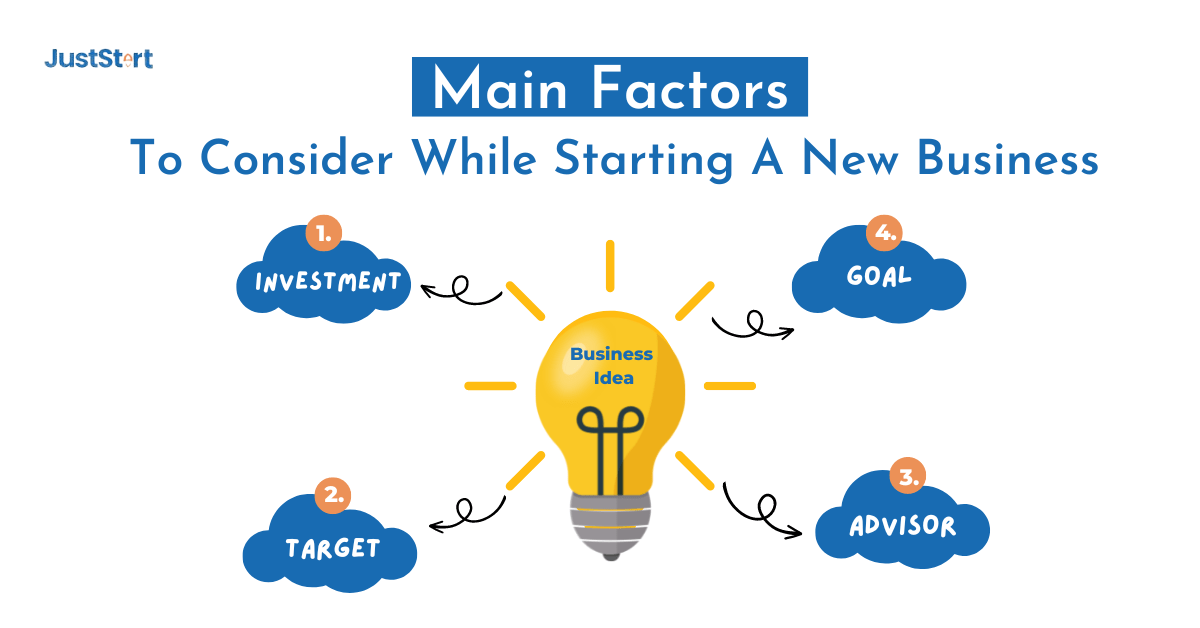 JustStart
Main Factors
To Consider While Starting A New Business
1.
INVESTMENT
4.
GOAL
Business
Idea
2.
TARGET
3.
ADVISOR